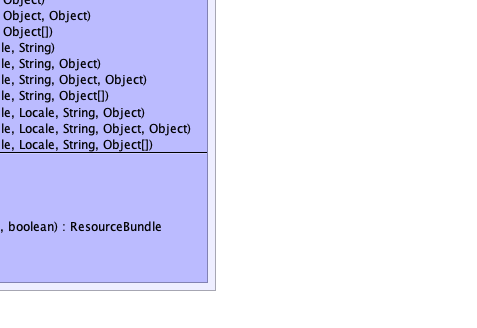 Object)
Object, Object)
Object[])
le, String)
le, String, Object)
le, String, Object, Object)
le, String, Object[])
le, Locale, String, Object)
le, Locale, String, Object, Object)
le, Locale, String, Object[])
, boolean) : ResourceBundle